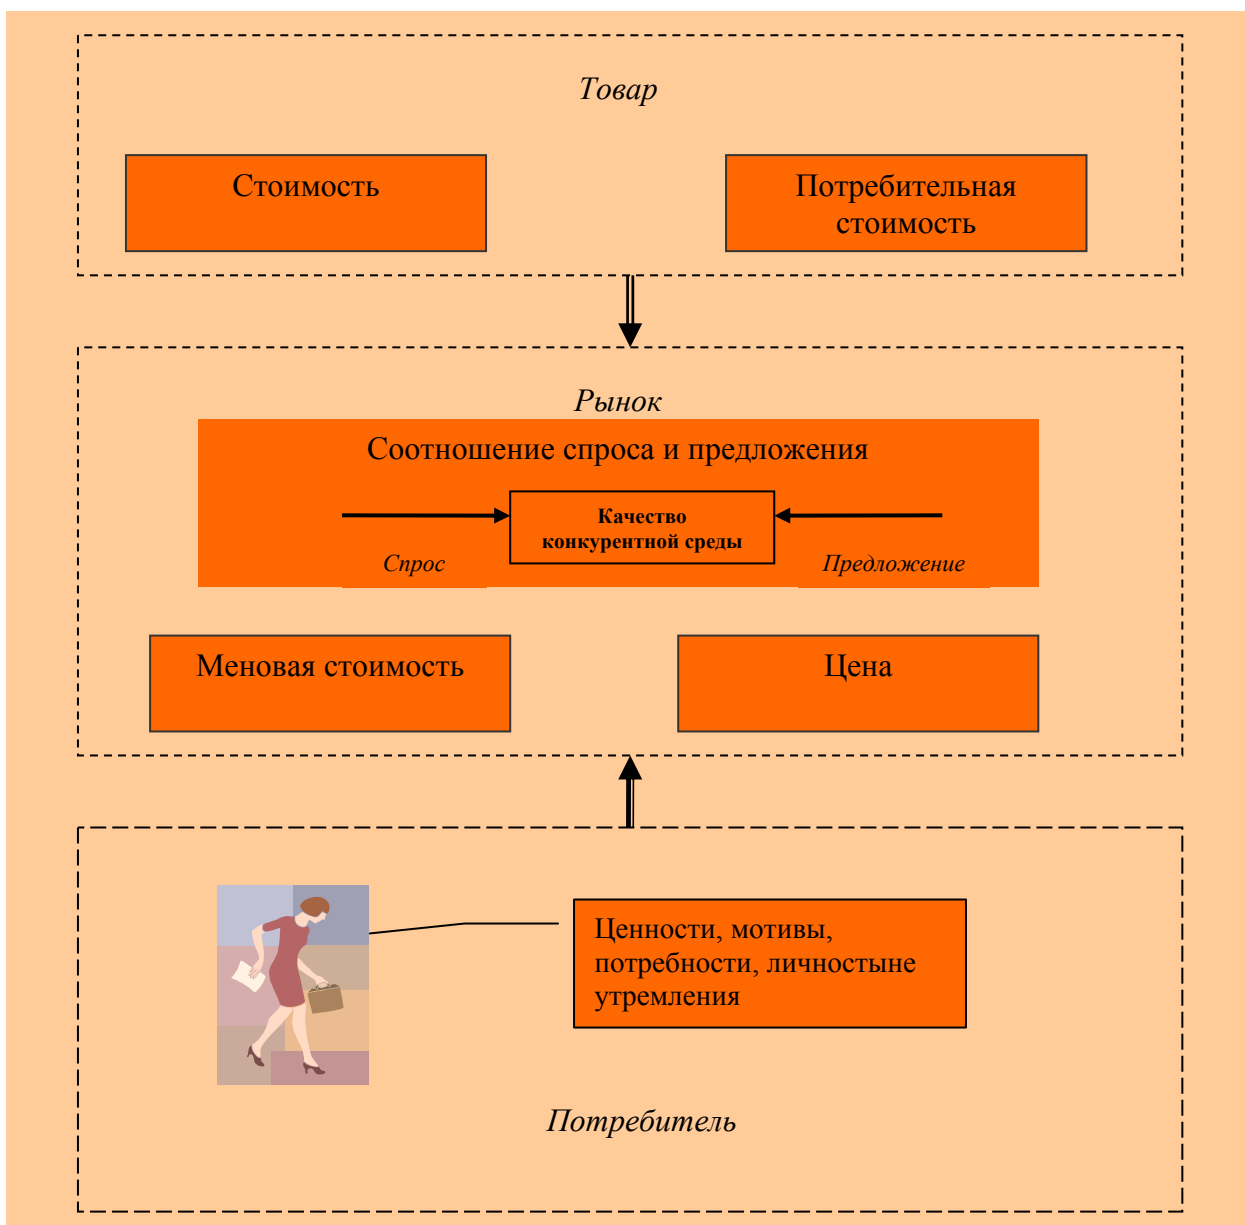 Товар
Стоимость
Потребительная
стоимость
Рынок
Соотношение спроса и предложения
Качество
конкурентной среды
Спрос
Предложение
Меновая стоимость
Цена
Ценности, мотивы,
потребности, личностыне
утремления
Потребитель